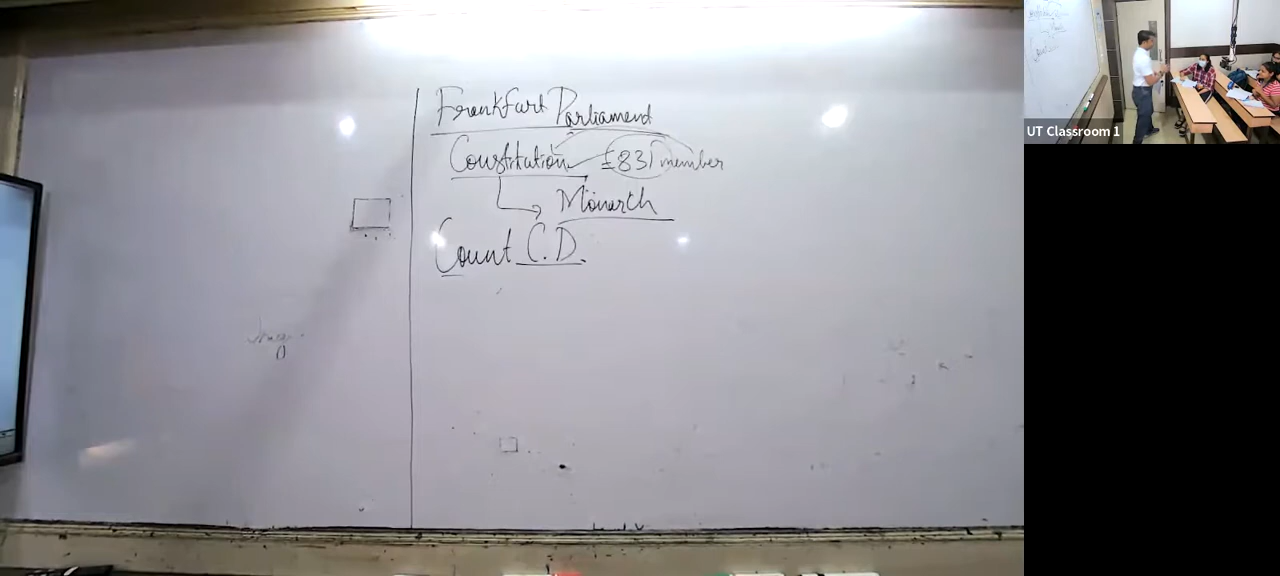 Frankfurt Parliament
Constitution 831 member
Monarch
Count C.D.
UT Classroom 1